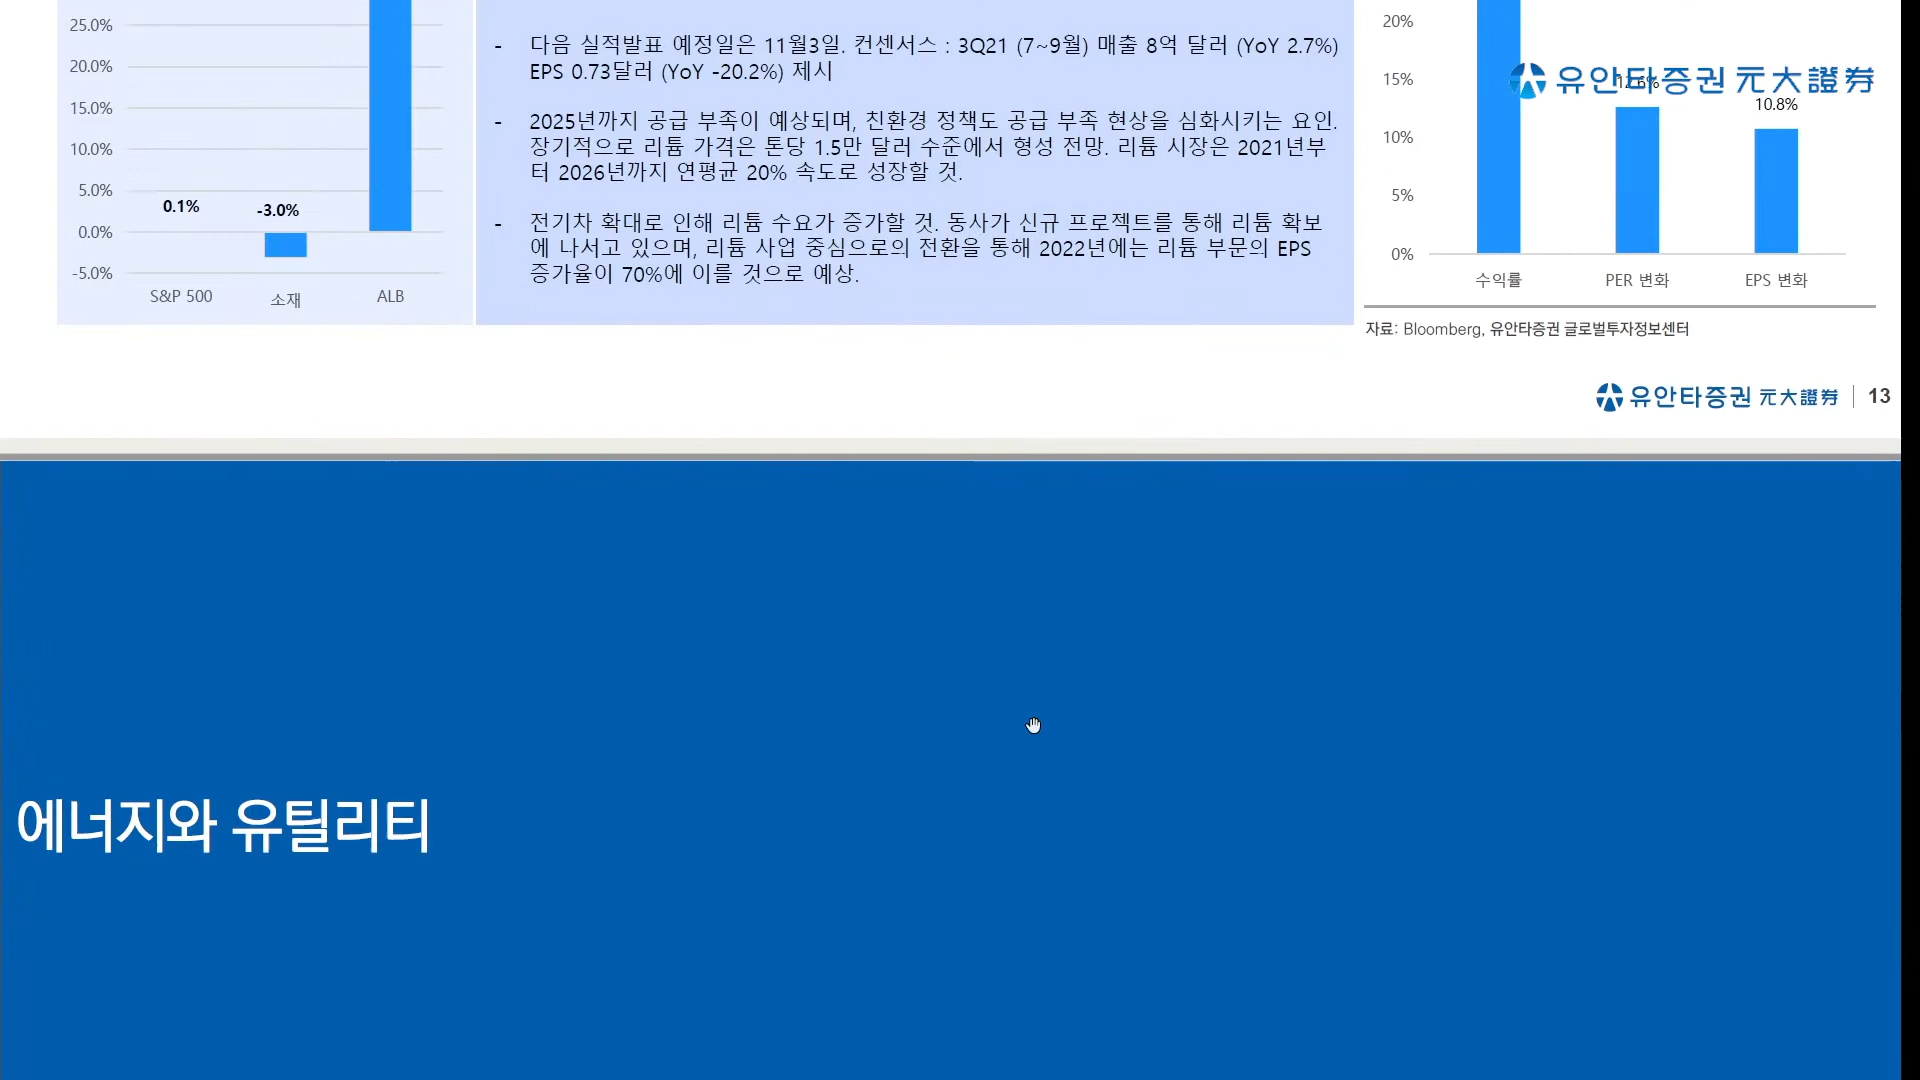 25.0%
20.0%
15.0%
10.0%
5.0%
0.0%
-5.0%
0.1%
-3.0%
S&P 500
소재
ALB
- 다음 실적발표 예정일은 11월3일. 컨센서스 : 3Q21 (7~9월) 매출 8억 달러 (YoY 2.7%)
EPS 0.73달러 (YoY -20.2%) 제시
- 2025년까지 공급 부족이 예상되며, 친환경 정책도 공급 부족 현상을 심화시키는 요인.
장기적으로 리튬 가격은 톤당 1.5만 달러 수준에서 형성 전망. 리튬 시장은 2021년부
터 2026년까지 연평균 20% 속도로 성장할 것.
- 전기차 확대로 인해 리튬 수요가 증가할 것. 동사가 신규 프로젝트를 통해 리튬 확보
에 나서고 있으며, 리튬 사업 중심으로의 전환을 통해 2022년에는 리튬 부문의 EPS
증가율이 70%에 이를 것으로 예상.
20%
15%
10%
5%
0%
유안타증권 元大證券
12.6%
10.8%
수익률
PER 변화
EPS 변화
자료: Bloomberg, 유안타증권 글로벌투자정보센터
유안타증권 元大證券 13
에너지와 유틸리티